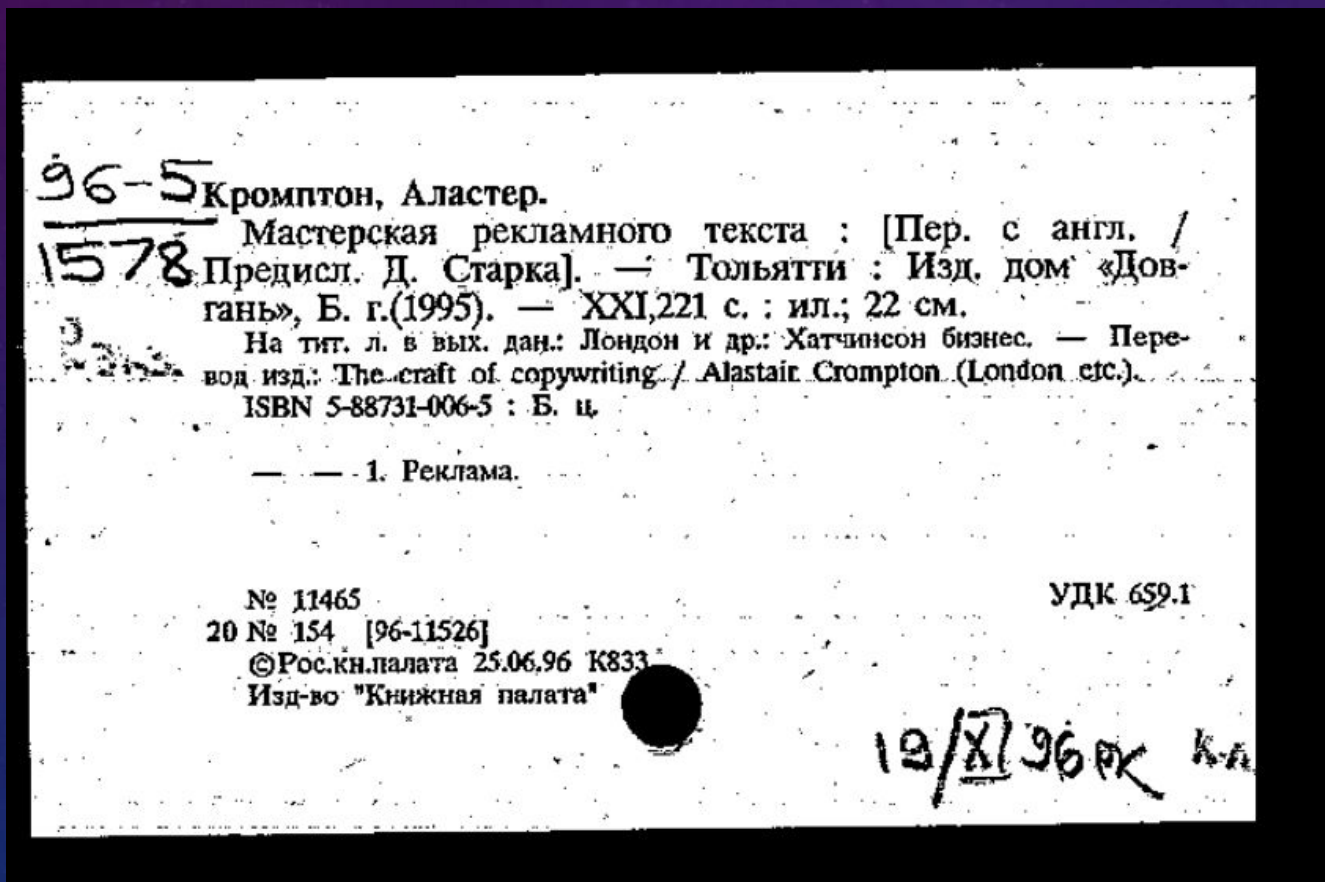 96-5
1578
Кромптон, Аластер.
Мастерская рекламного текста : [Пер. с англ. /
Предисл. Д. Старка]. — Тольятти : Изд. дом «Дов-
гань», Б. г.(1995). — XXI,221 с. : ил.; 22 см.
На тит. л. в вых. дан.: Лондон и др.: Хатчинсон бизнес. — Пере-
вод изд.: The craft of copywriting / Alastair Crompton (London etc.).
ISBN 5-88731-006-5 : Б. ц.
— — 1. Реклама.
№ 11465 УДК 659.1
20 № 154 [96-11526]
©Рос.кн.палата 25.06.96 К833
Изд-во "Книжная палата"
19/XI 96 РК к-л